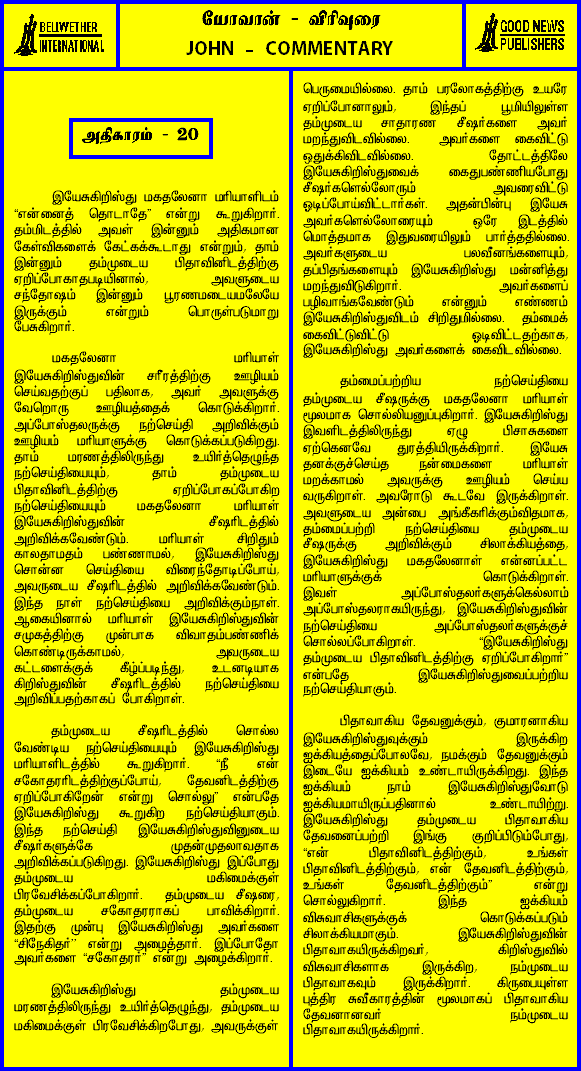 BELLWETHER
INTERNATIONAL
யோவான் - விரிவுரை
JOHN - COMMENTARY
GOOD NEWS
PUBLISHERS
அதிகாரம் - 20
இயேசுகிறிஸ்து மகதலேனா மரியாளிடம்
“என்னைத் தொடாதே” என்று கூறுகிறார்.
தம்மிடத்தில் அவள் இன்னும் அதிகமான
கேள்விகளைக் கேட்கக்கூடாது என்றும், தாம்
இன்னும் தம்முடைய பிதாவினிடத்திற்கு
ஏறிப்போகாதபடியினால், அவளுடைய
சந்தோஷம் இன்னும் பூரணமடையாமலேயே
இருக்கும் என்றும் பொருள்படுமாறு
பேசுகிறார்.
மகதலேனா மரியாள்
இயேசுகிறிஸ்துவின் சரீரத்திற்கு ஊழியம்
செய்வதற்குப் பதிலாக, அவர் அவளுக்கு
வேறொரு ஊழியத்தைக் கொடுக்கிறார்.
அப்போஸ்தலருக்கு நற்செய்தி அறிவிக்கும்
ஊழியம் மரியாளுக்கு கொடுக்கப்படுகிறது.
தாம் மரணத்திலிருந்து உயிர்த்தெழுந்த
நற்செய்தியையும், தாம் தம்முடைய
பிதாவினிடத்திற்கு ஏறிப்போகப்போகிற
நற்செய்தியையும் மகதலேனா மரியாள்
இயேசுகிறிஸ்துவின் சீஷரிடத்தில்
அறிவிக்கவேண்டும். மரியாள் சிறிதும்
காலதாமதம் பண்ணாமல், இயேசுகிறிஸ்து
சொன்ன செய்தியை விரைந்தோடிப்போய்,
அவருடைய சீஷரிடத்தில் அறிவிக்கவேண்டும்.
இந்த நாள் நற்செய்தியை அறிவிக்கும்நாள்.
ஆகையினால் மரியாள் இயேசுகிறிஸ்துவின்
சமுகத்திற்கு முன்பாக விவாதம்பண்ணிக்
கொண்டிருக்காமல், அவருடைய
கட்டளைக்குக் கீழ்ப்படிந்து, உடனடியாக
கிறிஸ்துவின் சீஷரிடத்தில் நற்செய்தியை
அறிவிப்பதற்காகப் போகிறாள்.
தம்முடைய சீஷரிடத்தில் சொல்ல
வேண்டிய நற்செய்தியையும் இயேசுகிறிஸ்து
மரியாளிடத்தில் கூறுகிறார். “நீ என்
சகோதரரிடத்திற்குப்போய், தேவனிடத்திற்கு
ஏறிப்போகிறேன் என்று சொல்லு” என்பதே
இயேசுகிறிஸ்து கூறுகிற நற்செய்தியாகும்.
இந்த நற்செய்தி இயேசுகிறிஸ்துவினுடைய
சீஷர்களுக்கே முதன்முதலாவதாக
அறிவிக்கப்படுகிறது. இயேசுகிறிஸ்து இப்போது
தம்முடைய மகிமைக்குள்
பிரவேசிக்கப்போகிறார். தம்முடைய சீஷரை,
தம்முடைய சகோதரராகப் பாவிக்கிறார்.
இதற்கு முன்பு இயேசுகிறிஸ்து அவர்களை
“சிநேகிதர்” என்று அழைத்தார். இப்போதோ
அவர்களை “சகோதரர்” என்று அழைக்கிறார்.
இயேசுகிறிஸ்து தம்முடைய
மரணத்திலிருந்து உயிர்த்தெழுந்து, தம்முடைய
மகிமைக்குள் பிரவேசிக்கிறபோது, அவருக்குள்
பெருமையில்லை. தாம் பரலோகத்திற்கு உயரே
ஏறிப்போனாலும், இந்தப் பூமியிலுள்ள
தம்முடைய சாதாரண சீஷர்களை அவர்
மறந்துவிடவில்லை. அவர்களை கைவிட்டு
ஒதுக்கிவிடவில்லை. தோட்டத்திலே
இயேசுகிறிஸ்துவைக் கைதுபண்ணியபோது
சீஷர்களெல்லோரும் அவரைவிட்டு
ஓடிப்போய்விட்டார்கள். அதன்பின்பு இயேசு
அவர்களெல்லோரையும் ஒரே இடத்தில்
மொத்தமாக இதுவரையிலும் பார்த்ததில்லை.
அவர்களுடைய பலவீனங்களையும்,
தப்பிதங்களையும் இயேசுகிறிஸ்து மன்னித்து
மறந்துவிடுகிறார். அவர்களைப்
பழிவாங்கவேண்டும் என்னும் எண்ணம்
இயேசுகிறிஸ்துவிடம் சிறிதுமில்லை. தம்மைக்
கைவிட்டுவிட்டு ஓடிவிட்டதற்காக,
இயேசுகிறிஸ்து அவர்களைக் கைவிடவில்லை.
தம்மைப்பற்றிய நற்செய்தியை
தம்முடைய சீஷருக்கு மகதலேனா மரியாள்
மூலமாக சொல்லியனுப்புகிறார். இயேசுகிறிஸ்து
இவளிடத்திலிருந்து ஏழு பிசாசுகளை
ஏற்கெனவே துரத்தியிருக்கிறார். இயேசு
தனக்குச்செய்த நன்மைகளை மரியாள்
மறக்காமல் அவருக்கு ஊழியம் செய்ய
வருகிறாள். அவரோடு கூடவே இருக்கிறாள்.
அவளுடைய அன்பை அங்கீகரிக்கும்விதமாக,
தம்மைப்பற்றி நற்செய்தியை தம்முடைய
சீஷருக்கு அறிவிக்கும் சிலாக்கியத்தை,
இயேசுகிறிஸ்து மகதலேனாள் என்னப்பட்ட
மரியாளுக்குக் கொடுக்கிறாள்.
இவள் அப்போஸ்தலர்களுக்கெல்லாம்
அப்போஸ்தலராகயிருந்து, இயேசுகிறிஸ்துவின்
நற்செய்தியை அப்போஸ்தலர்களுக்குச்
சொல்லப்போகிறாள். “இயேசுகிறிஸ்து
தம்முடைய பிதாவினிடத்திற்கு ஏறிப்போகிறார்”
என்பதே இயேசுகிறிஸ்துவைப்பற்றிய
நற்செய்தியாகும்.
பிதாவாகிய தேவனுக்கும், குமாரனாகிய
இயேசுகிறிஸ்துவுக்கும் இருக்கிற
ஐக்கியத்தைப்போலவே, நமக்கும் தேவனுக்கும்
இடையே ஐக்கியம் உண்டாயிருக்கிறது. இந்த
ஐக்கியம் நாம் இயேசுகிறிஸ்துவோடு
ஐக்கியமாயிருப்பதினால் உண்டாயிற்று.
இயேசுகிறிஸ்து தம்முடைய பிதாவாகிய
தேவனைப்பற்றி இங்கு குறிப்பிடும்போது,
“என் பிதாவினிடத்திற்கும், உங்கள்
பிதாவினிடத்திற்கும், என் தேவனிடத்திற்கும்,
உங்கள் தேவனிடத்திற்கும்” என்று
சொல்லுகிறார். இந்த ஐக்கியம்
விசுவாசிகளுக்குக் கொடுக்கப்படும்
சிலாக்கியமாகும். இயேசுகிறிஸ்துவின்
பிதாவாகயிருக்கிறவர், கிறிஸ்துவில்
விசுவாசிகளாக இருக்கிற, நம்முடைய
பிதாவாகவும் இருக்கிறார். கிருபையுள்ள
புத்திர சுவீகாரத்தின் மூலமாகப் பிதாவாகிய
தேவனானவர் நம்முடைய
பிதாவாகயிருக்கிறார்.